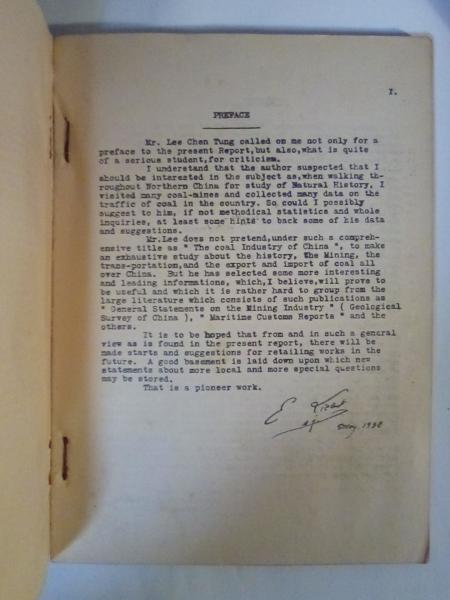 I.
PREFACE
Mr. Lee Chen Tung called on me not only for a
preface to the present Report,but also,what is quite
of a serious student,for criticism.
I understand that the author suspected that I
should be interested in the subject as,when walking th-
roughout Northern China for study of Natural History, I
visited many coal-mines and collected many data on the
traffic of coal in the country. So could I possibly
suggest to him, if not methodical statistics and whole
inquiries, at least some hints to back some of his data
and suggestions.
Mr.Lee does not pretend,under such a compreh-
ensive title as " The coal Industry of China ", to make
an exhaustive study about the history, the Mining, the
trans-portation,and the export and import of coal all
over China. But he has selected some more interesting
and leading informations, which,I believe,will prove to
be useful and which it is rather hard to group from the
large literature which consists of such publications as
" General Statements on the Mining Industry " ( Geological
Survey of China ), " Maritime Customs Reports " and the
others.
It is to be hoped that from and in such a general
view as is found in the present report, there will be
made starts and suggestions for retailing works in the
future. A good basement is laid down upon which new
statements about more local and more special questions
may be stored.
That is a pioneer work.
E
1938